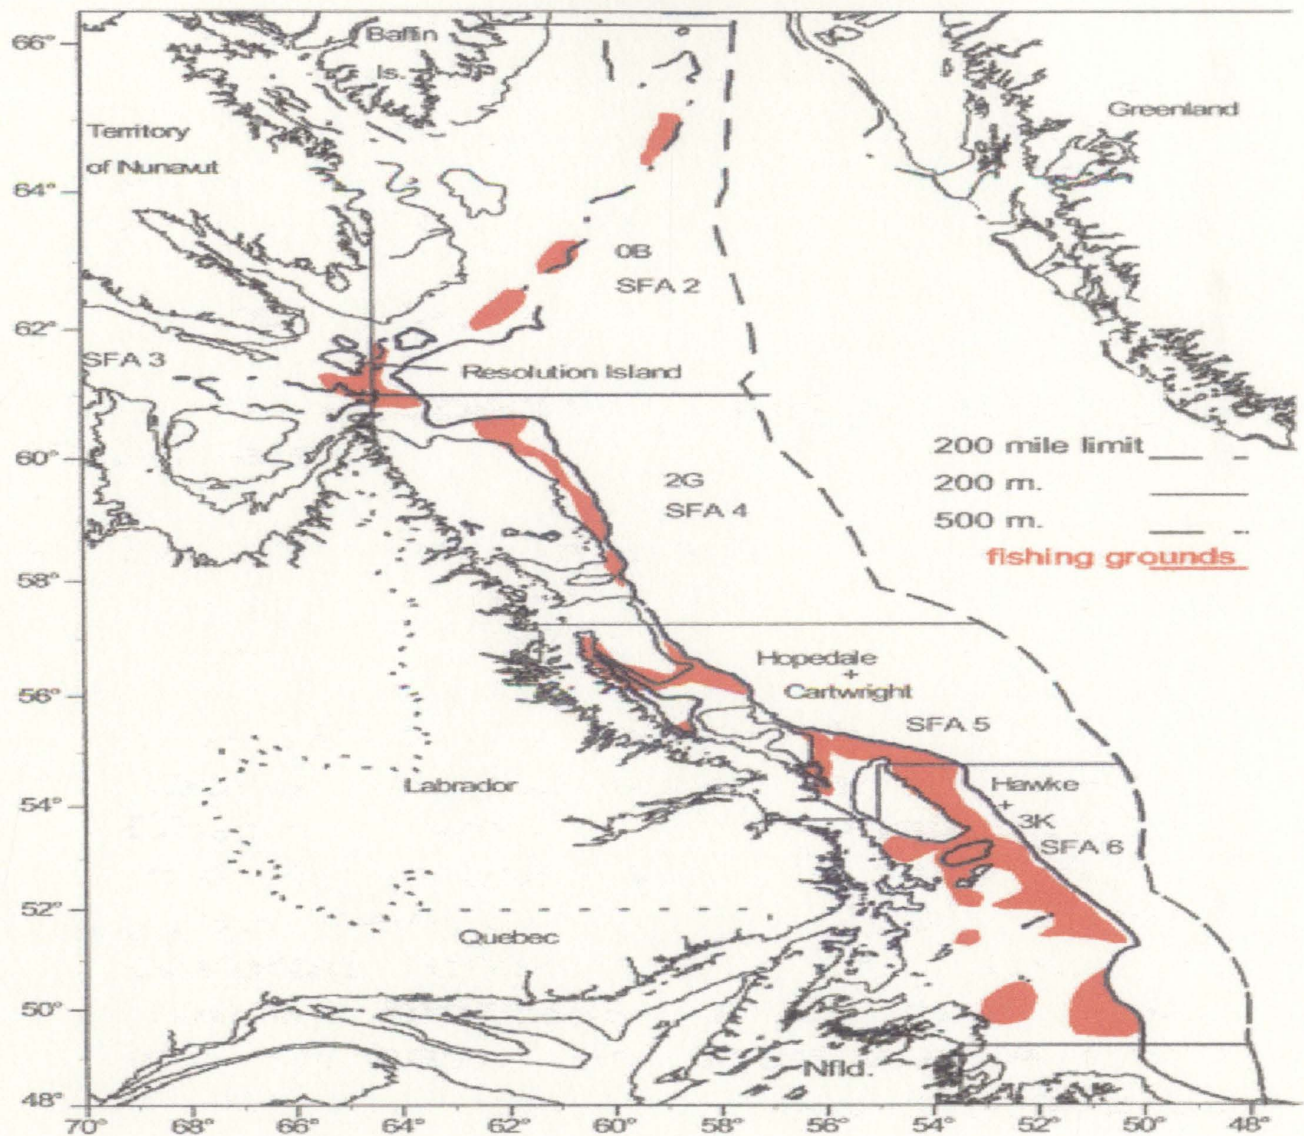 66°
64°
62°
60°
58°
56°
54°
52°
50°
48°
Baffin
Is.
Territory
of Nunavut
Greenland
0B
SFA 2
SFA 3
Resolution Island
2G
SFA 4
200 mile limit
200 m.
500 m.
fishing grounds
Hopedale
+
Cartwright
SFA 5
Hawke
+
3K
SFA 6
Labrador
Quebec
Nfld.
70° 68° 66° 64° 62° 60° 58° 56° 54° 52° 50° 48°